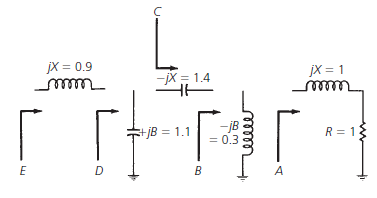 C
jX = 0.9
-jX = 1.4
jX = 1
+jB = 1.1
-jB
= 0.3
R = 1
E
D
B
A